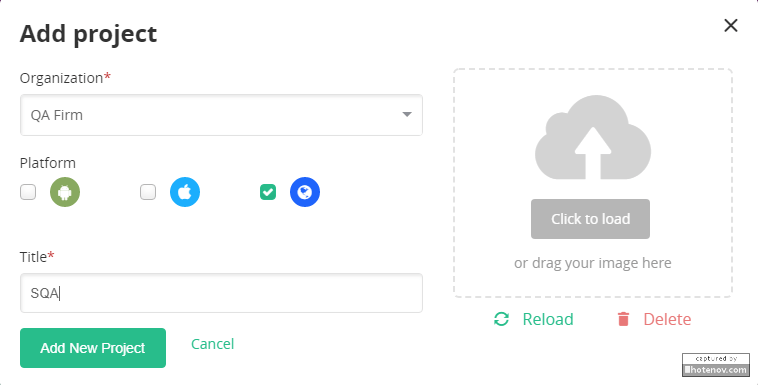 Add project
Organization*
QA Firm
Platform
Title*
SQA
Add New Project
Cancel
Click to load
or drag your image here
Reload
Delete
captured by
hotenov.com